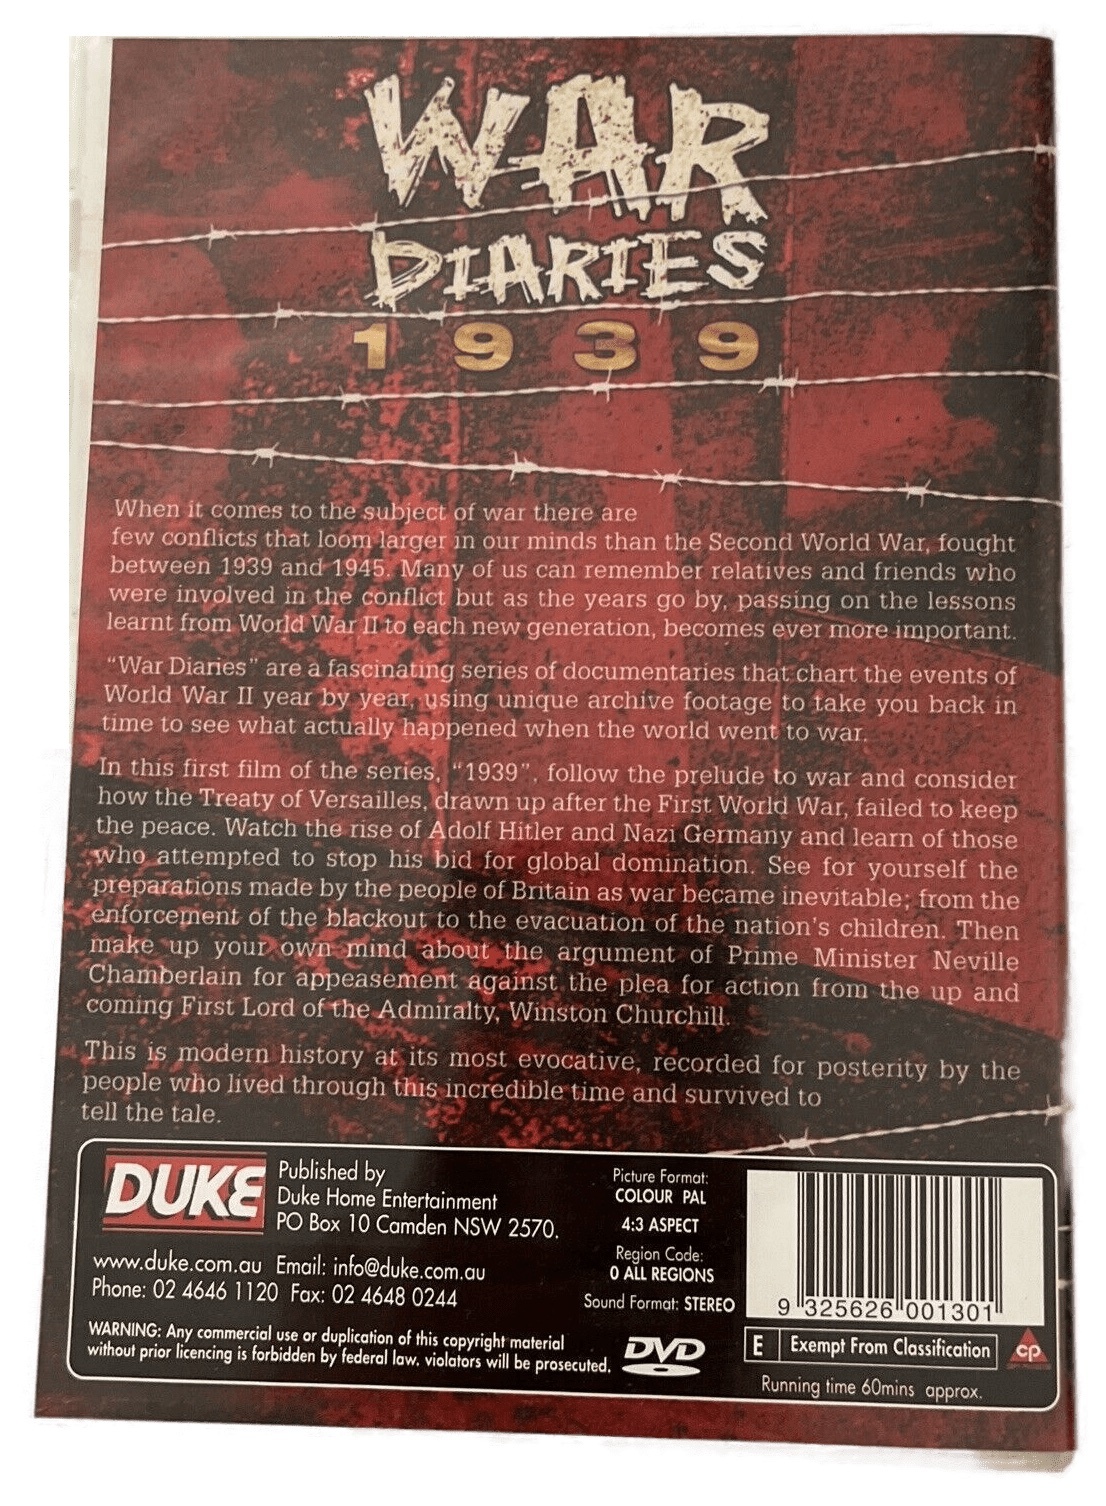 WAR
DIARIES
1939
When it comes to the subject of war there are
few conflicts that loom larger in our minds than the Second World War, fought
between 1939 and 1945. Many of us can remember relatives and friends who
were involved in the conflict but as the years go by, passing on the lessons
learnt from World War II to each new generation, becomes ever more important.
"War Diaries" are a fascinating series of documentaries that chart the events of
World War II year by year, using unique archive footage to take you back in
time to see what actually happened when the world went to war.
In this first film of the series, "1939", follow the prelude to war and consider
how the Treaty of Versailles, drawn up after the First World War, failed to keep
the peace. Watch the rise of Adolf Hitler and Nazi Germany and learn of those
who attempted to stop his bid for global domination. See for yourself the
preparations made by the people of Britain as war became inevitable; from the
enforcement of the blackout to the evacuation of the nation's children. Then
make up your own mind about the argument of Prime Minister Neville
Chamberlain for appeasement against the plea for action from the up and
coming First Lord of the Admiralty, Winston Churchill.
This is modern history at its most evocative, recorded for posterity by the
people who lived through this incredible time and survived to
tell the tale.
DUKE
Published by
Duke Home Entertainment
PO Box 10 Camden NSW 2570.
www.duke.com.au Email: info@duke.com.au
Phone: 02 4646 1120 Fax: 02 4648 0244
WARNING: Any commercial use or duplication of this copyright material
without prior licencing is forbidden by federal law, violators will be prosecuted.
Picture Format:
COLOUR PAL
4:3 ASPECT
Region Code:
0 ALL REGIONS
Sound Format: STEREO
DVD
9 325626 001301
E Exempt From Classification
cp
Running time 60mins approx.